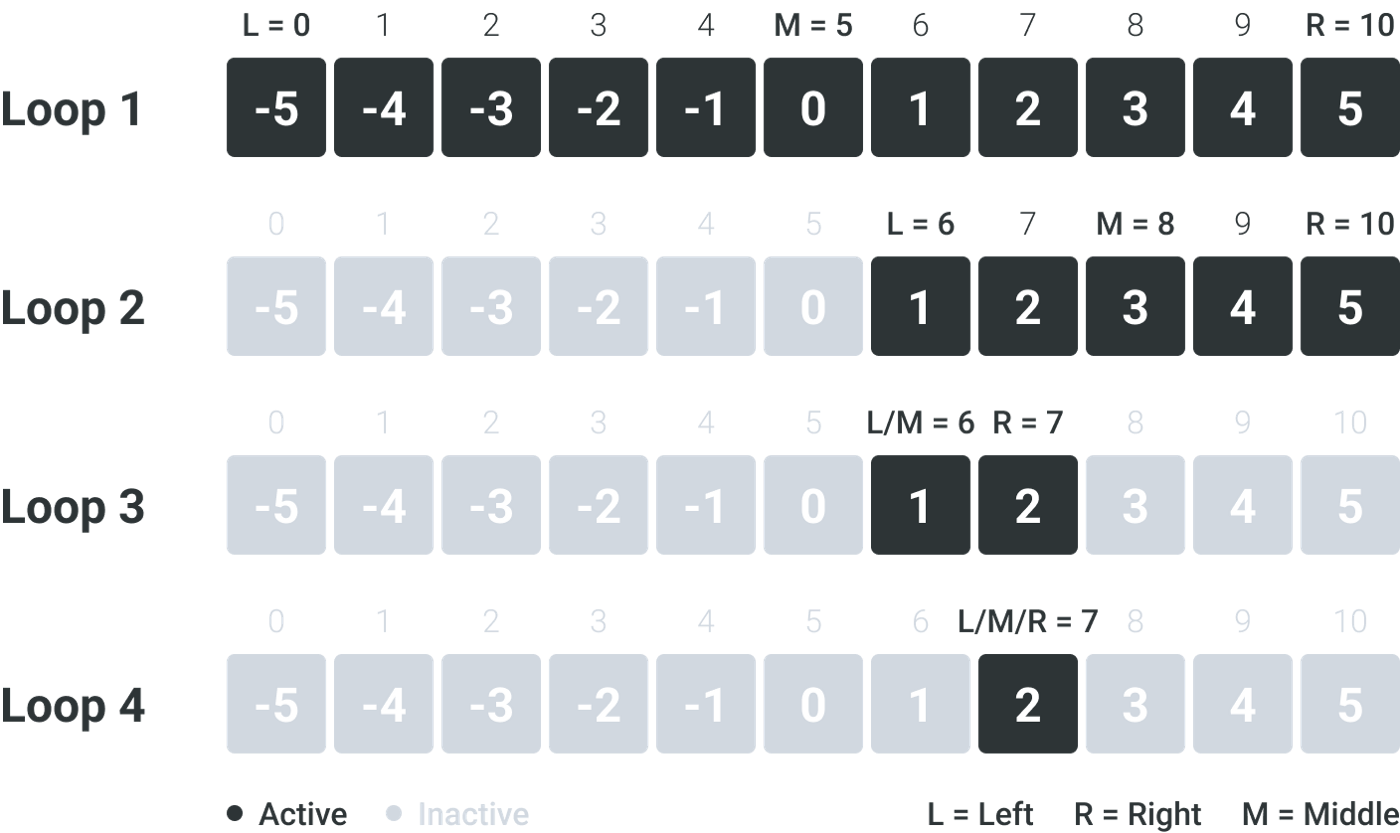 L = 0 1 2 3 4 M = 5 6 7 8 9 R = 10
Loop 1 -5 -4 -3 -2 -1 0 1 2 3 4 5
0 1 2 3 4 5 L = 6 7 M = 8 9 R = 10
Loop 2 -5 -4 -3 -2 -1 0 1 2 3 4 5
0 1 2 3 4 5 L/M = 6 R = 7 8 9 10
Loop 3 -5 -4 -3 -2 -1 0 1 2 3 4 5
0 1 2 3 4 5 6 L/M/R = 7 8 9 10
Loop 4 -5 -4 -3 -2 -1 0 1 2 3 4 5
Active Inactive L = Left R = Right M = Middle